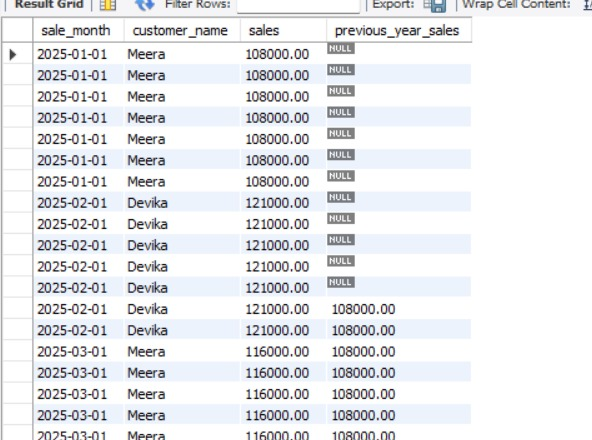 Result Grid Filter Rows: Export: Wrap Cell Content:
sale_month customer_name sales previous_year_sales
2025-01-01 Meera 108000.00 NULL
2025-01-01 Meera 108000.00 NULL
2025-01-01 Meera 108000.00 NULL
2025-01-01 Meera 108000.00 NULL
2025-01-01 Meera 108000.00 NULL
2025-01-01 Meera 108000.00 NULL
2025-01-01 Meera 108000.00 NULL
2025-02-01 Devika 121000.00 NULL
2025-02-01 Devika 121000.00 NULL
2025-02-01 Devika 121000.00 NULL
2025-02-01 Devika 121000.00 NULL
2025-02-01 Devika 121000.00 NULL
2025-02-01 Devika 121000.00 108000.00
2025-02-01 Devika 121000.00 108000.00
2025-03-01 Meera 116000.00 108000.00
2025-03-01 Meera 116000.00 108000.00
2025-03-01 Meera 116000.00 108000.00
2025-03-01 Meera 116000.00 108000.00
2025-03-01 Meera 116000.00 108000.00